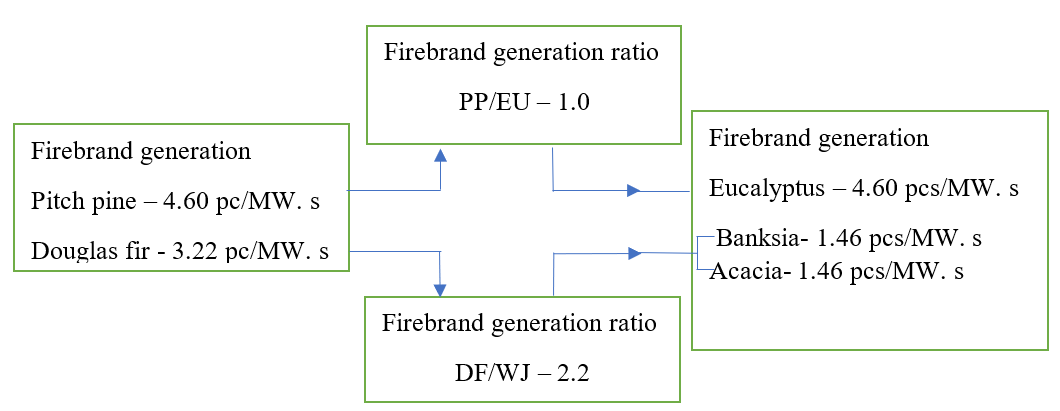 Firebrand generation ratio
PP/EU – 1.0
Firebrand generation
Pitch pine – 4.60 pc/MW. s
Douglas fir - 3.22 pc/MW. s
Firebrand generation
Eucalyptus – 4.60 pcs/MW. s
Banksia- 1.46 pcs/MW. s
Acacia- 1.46 pcs/MW. s
Firebrand generation ratio
DF/WJ – 2.2